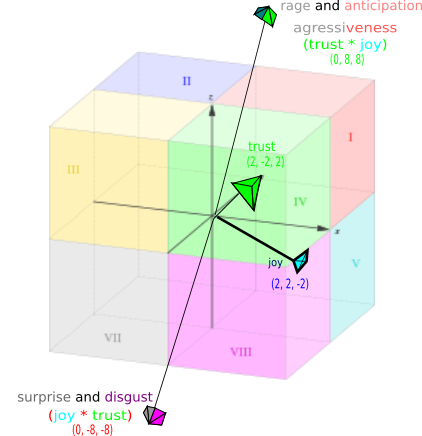 rage and anticipation
agressiveness
(trust * joy)
(0, 8, 8)
II
z
I
trust
(2, -2, 2)
III
IV
x
joy
V
(2, 2, -2)
VII
VIII
surprise and disgust
(joy * trust)
(0, -8, -8)